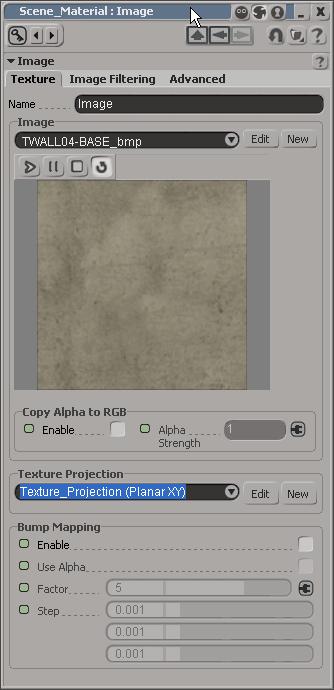 Scene_Material : Image
Image
Texture Image Filtering Advanced
Name Image
Image
TWALL04-BASE_bmp Edit New
Copy Alpha to RGB
Enable Alpha Strength 1
Texture Projection
Texture_Projection (Planar XY) Edit New
Bump Mapping
Enable
Use Alpha
Factor 5
Step 0.001
0.001
0.001